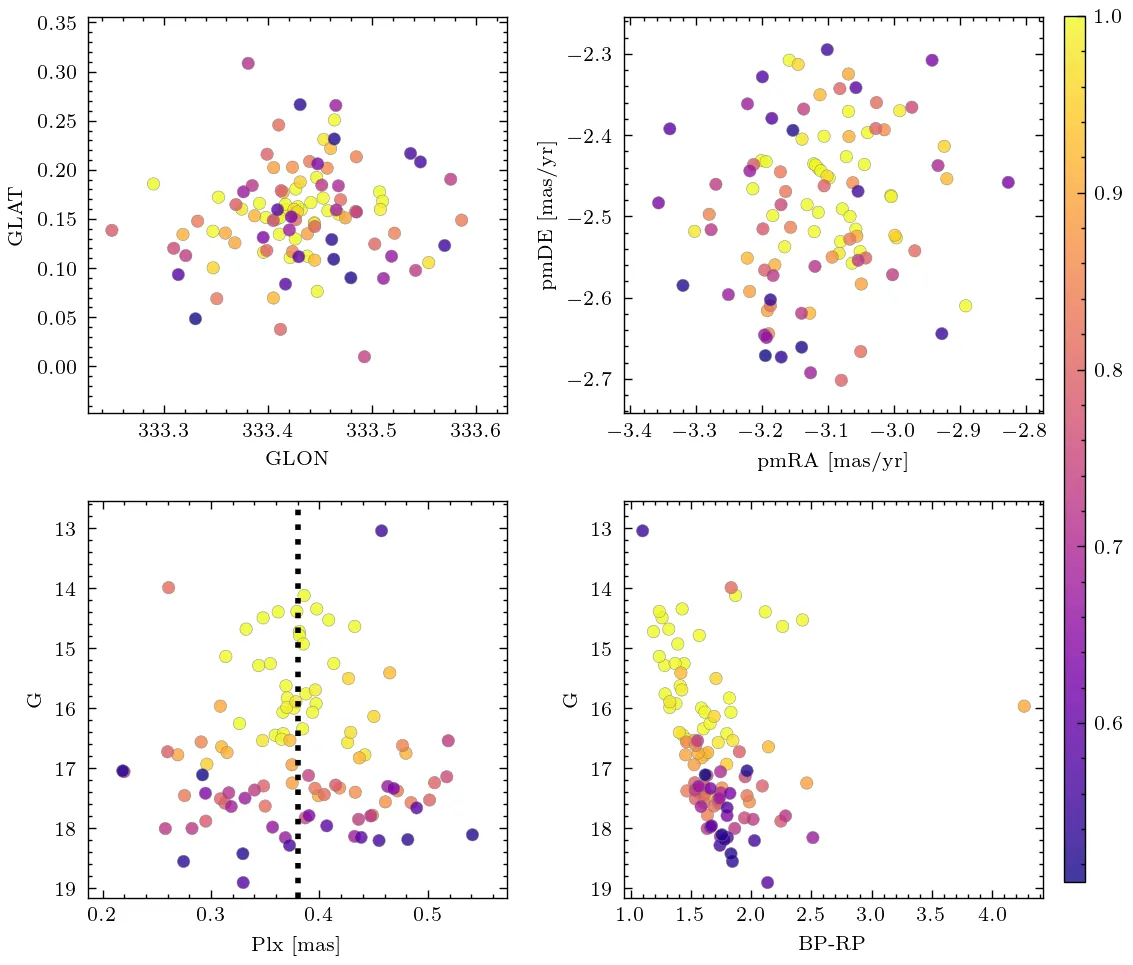 0.35
0.30
0.25
0.20
0.15
0.10
0.05
0.00
GLAT
333.3 333.4 333.5 333.6
GLON
−2.3
−2.4
−2.5
−2.6
−2.7
pmDE [mas/yr]
−3.4 −3.3 −3.2 −3.1 −3.0 −2.9 −2.8
pmRA [mas/yr]
1.0
0.9
0.8
0.7
0.6
13
14
15
16
17
18
19
G
0.2 0.3 0.4 0.5
Plx [mas]
13
14
15
16
17
18
19
G
1.0 1.5 2.0 2.5 3.0 3.5 4.0
BP-RP